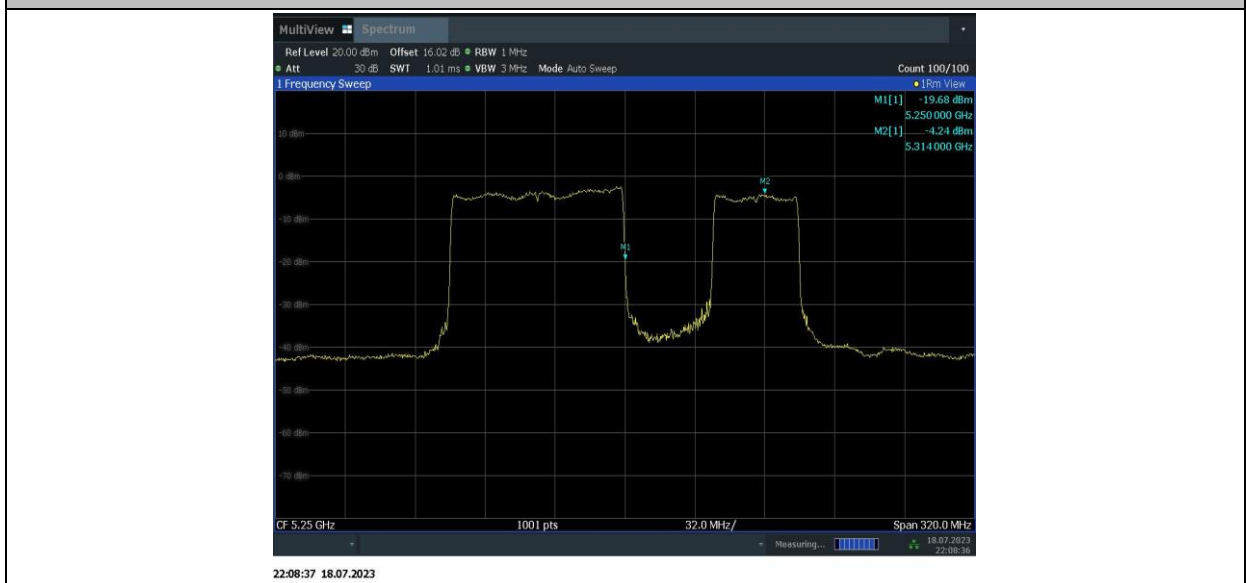 MultiView Spectrum
Ref Level 20.00 dBm Offset 16.02 dB RBW 1 MHz
Att 30 dB SWT 1.01 ms VBW 3 MHz Mode Auto Sweep Count 100/100
1 Frequency Sweep 1Rm View
M1[1] -19.68 dBm
5.250 000 GHz
10 dBm
M2[1] -4.24 dBm
5.314 000 GHz
0 dBm
M2
-10 dBm
M1
-20 dBm
-30 dBm
-40 dBm
-50 dBm
-60 dBm
-70 dBm
CF 5.25 GHz 1001 pts 32.0 MHz/ Span 320.0 MHz
Measuring... 18.07.2023
22:08:36
22:08:37 18.07.2023